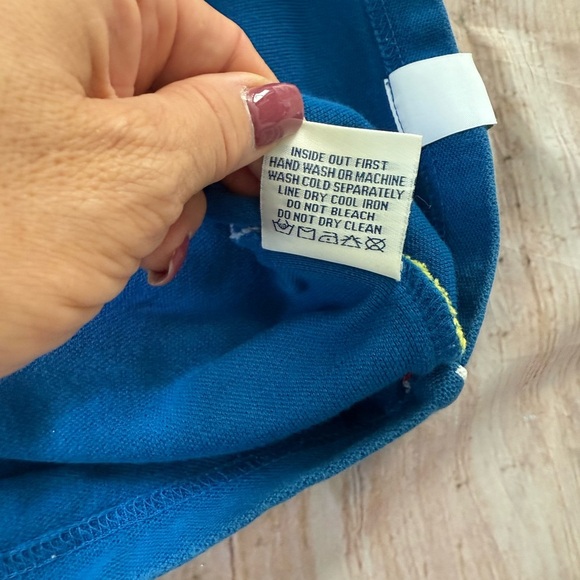 INSIDE OUT FIRST
HAND WASH OR MACHINE
WASH COLD SEPARATELY
LINE DRY COOL IRON
DO NOT BLEACH
DO NOT DRY CLEAN